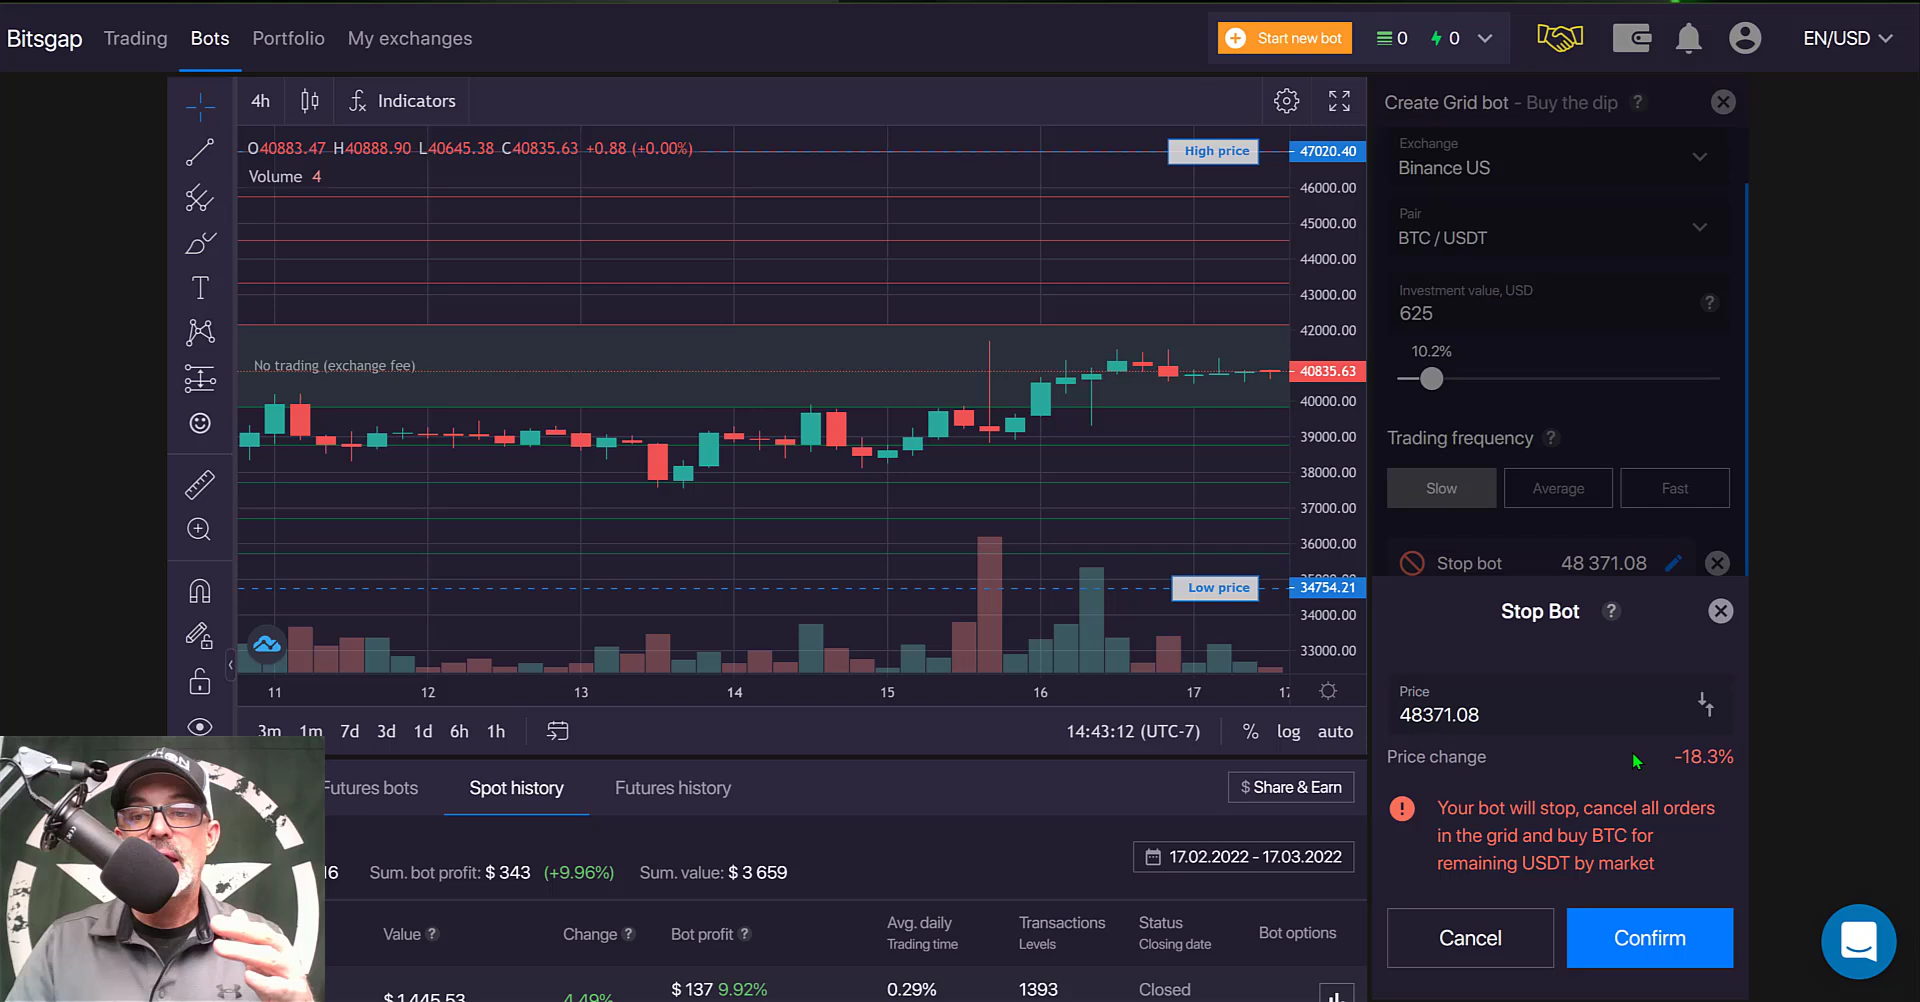 Bitsgap Trading Bots Portfolio My exchanges Start new bot 0 0 EN/USD
4h Indicators
O40883.47 H40888.90 L40645.38 C40835.63 +0.88 (+0.00%)
Volume 4
High price 47020.40
46000.00
45000.00
44000.00
43000.00
42000.00
No trading (exchange fee)
40835.63
40000.00
39000.00
38000.00
37000.00
36000.00
Low price 34754.21
34000.00
33000.00
11 12 13 14 15 16 17
3m 1m 7d 3d 1d 6h 1h 14:43:12 (UTC-7) % log auto
Futures bots Spot history Futures history $ Share & Earn
Sum. bot profit: $ 343 (+9.96%) Sum. value: $ 3 659 17.02.2022 - 17.03.2022
Value ? Change ? Bot profit ? Avg. daily Transactions Status Bot options
Trading time Levels Closing date
$ 1 445.53 4.49% $ 137 9.92% 0.29% 1393 Closed
Create Grid bot - Buy the dip ?
Exchange
Binance US
Pair
BTC / USDT
Investment value, USD
625 ?
10.2%
Trading frequency ?
Slow Average Fast
Stop bot 48 371.08
Stop Bot ?
Price
48371.08
Price change -18.3%
Your bot will stop, cancel all orders
in the grid and buy BTC for
remaining USDT by market
Cancel Confirm